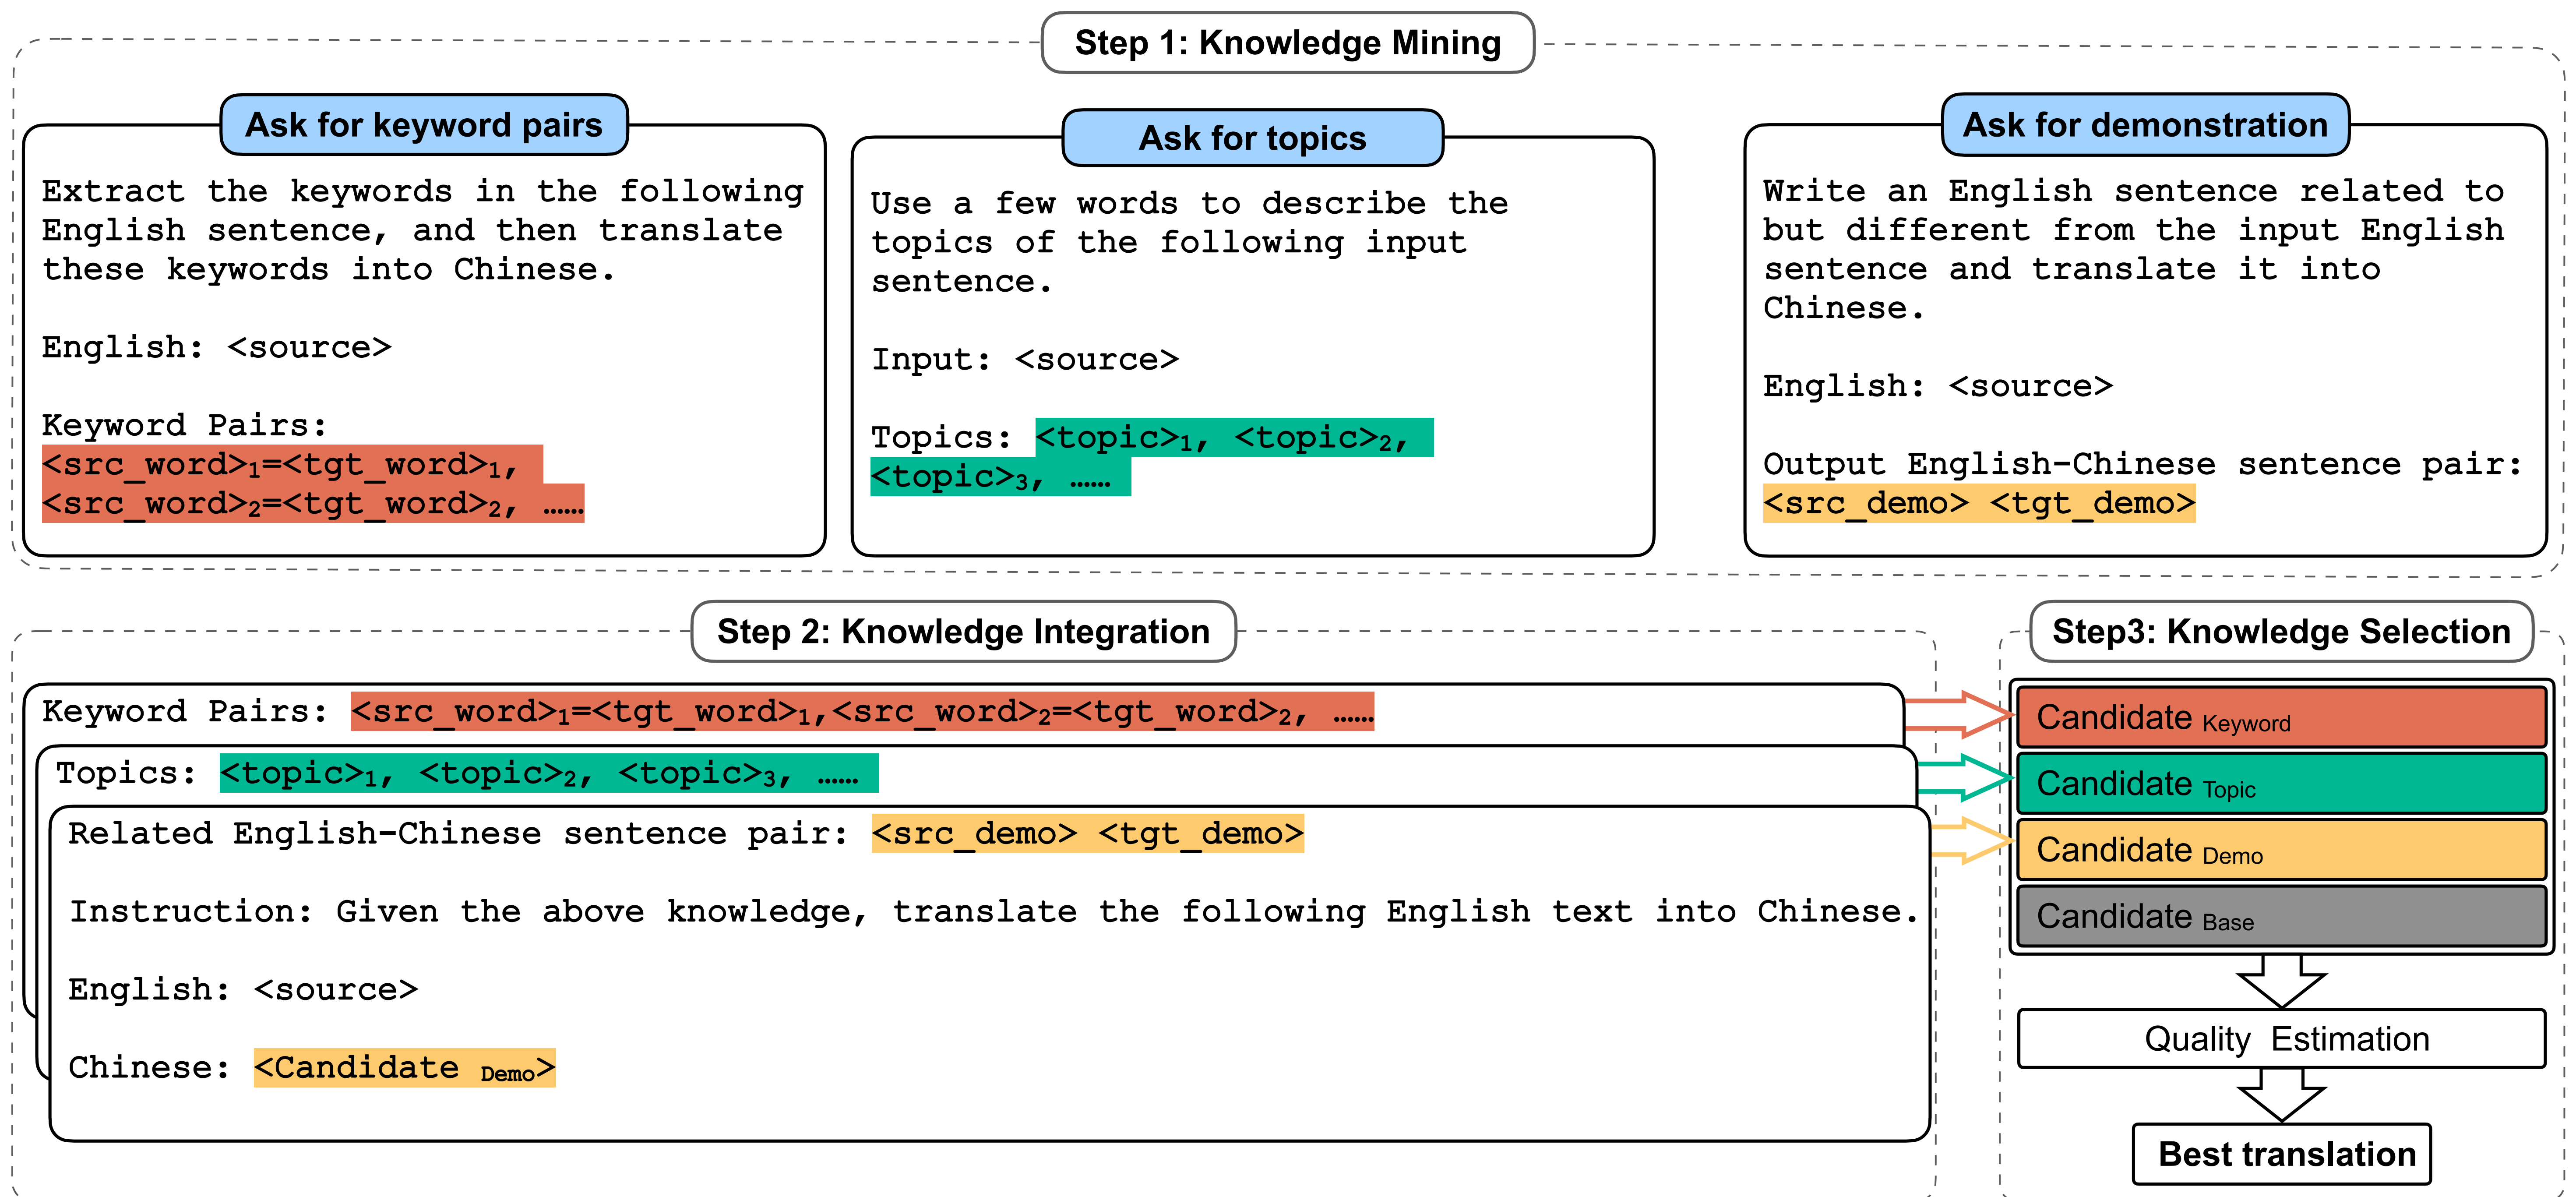 Step 1: Knowledge Mining
Ask for keyword pairs
Extract the keywords in the following
English sentence, and then translate
these keywords into Chinese.
English: <source>
Keyword Pairs:
<src_word>₁=<tgt_word>₁,
<src_word>₂=<tgt_word>₂, ……
Ask for topics
Use a few words to describe the
topics of the following input
sentence.
Input: <source>
Topics: <topic>₁, <topic>₂,
<topic>₃, ……
Ask for demonstration
Write an English sentence related to
but different from the input English
sentence and translate it into
Chinese.
English: <source>
Output English-Chinese sentence pair:
<src_demo> <tgt_demo>
Step 2: Knowledge Integration
Keyword Pairs: <src_word>₁=<tgt_word>₁,<src_word>₂=<tgt_word>₂, ……
Topics: <topic>₁, <topic>₂, <topic>₃, ……
Related English-Chinese sentence pair: <src_demo> <tgt_demo>
Instruction: Given the above knowledge, translate the following English text into Chinese.
English: <source>
Chinese: <Candidate Demo>
Step3: Knowledge Selection
Candidate Keyword
Candidate Topic
Candidate Demo
Candidate Base
Quality Estimation
Best translation